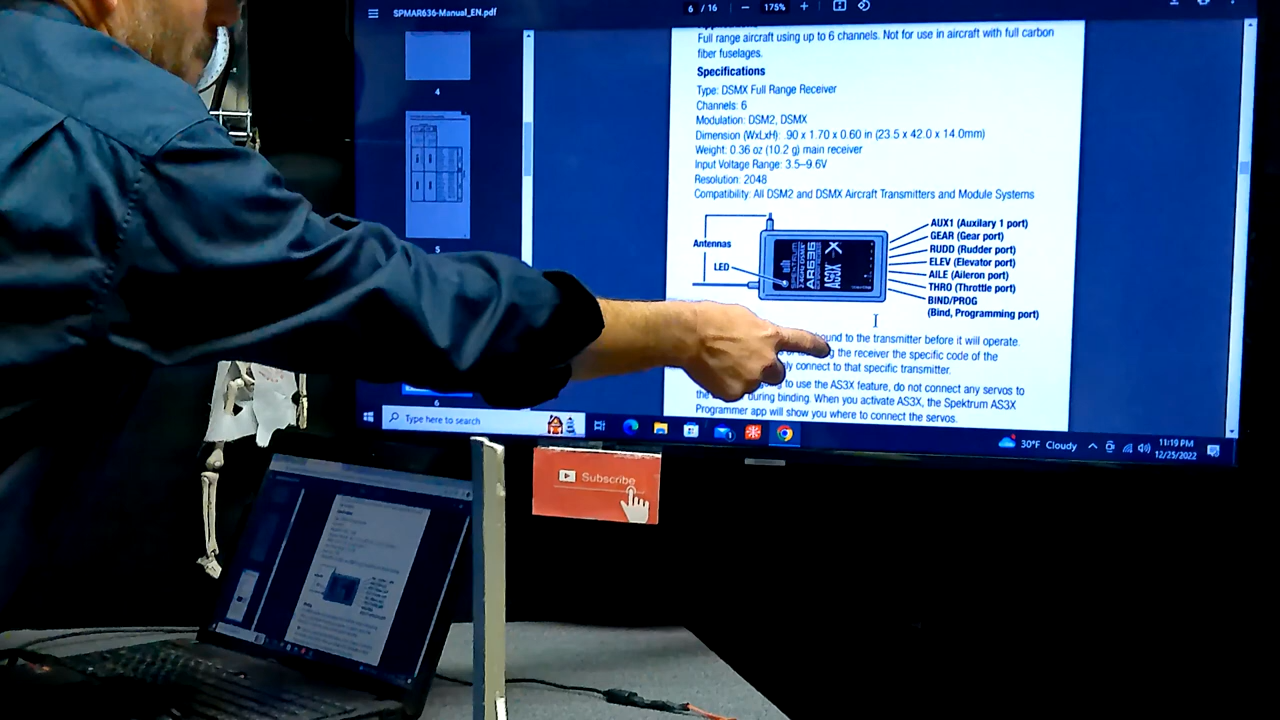 SPMAR636-Manual_EN.pdf
6 / 16
175%
Full range aircraft using up to 6 channels. Not for use in aircraft with full carbon
fiber fuselages.
Specifications
Type: DSMX Full Range Receiver
Channels: 6
Modulation: DSM2, DSMX
Dimension (WxLxH): .90 x 1.70 x 0.60 in (23.5 x 42.0 x 14.0mm)
Weight: 0.36 oz (10.2 g) main receiver
Input Voltage Range: 3.5–9.6V
Resolution: 2048
Compatibility: All DSM2 and DSMX Aircraft Transmitters and Module Systems
Antennas
LED
SPEKTRUM
AR636
AS3X
X
AUX1 (Auxilary 1 port)
GEAR (Gear port)
RUDD (Rudder port)
ELEV (Elevator port)
AILE (Aileron port)
THRO (Throttle port)
BIND/PROG
(Bind, Programming port)
to the transmitter before it will operate.
the receiver the specific code of the
connect to that specific transmitter.
to use the AS3X feature, do not connect any servos to
the during binding. When you activate AS3X, the Spektrum AS3X
Programmer app will show you where to connect the servos.
4
5
6
Type here to search
30°F Cloudy
11:19 PM
12/25/2022
Subscribe